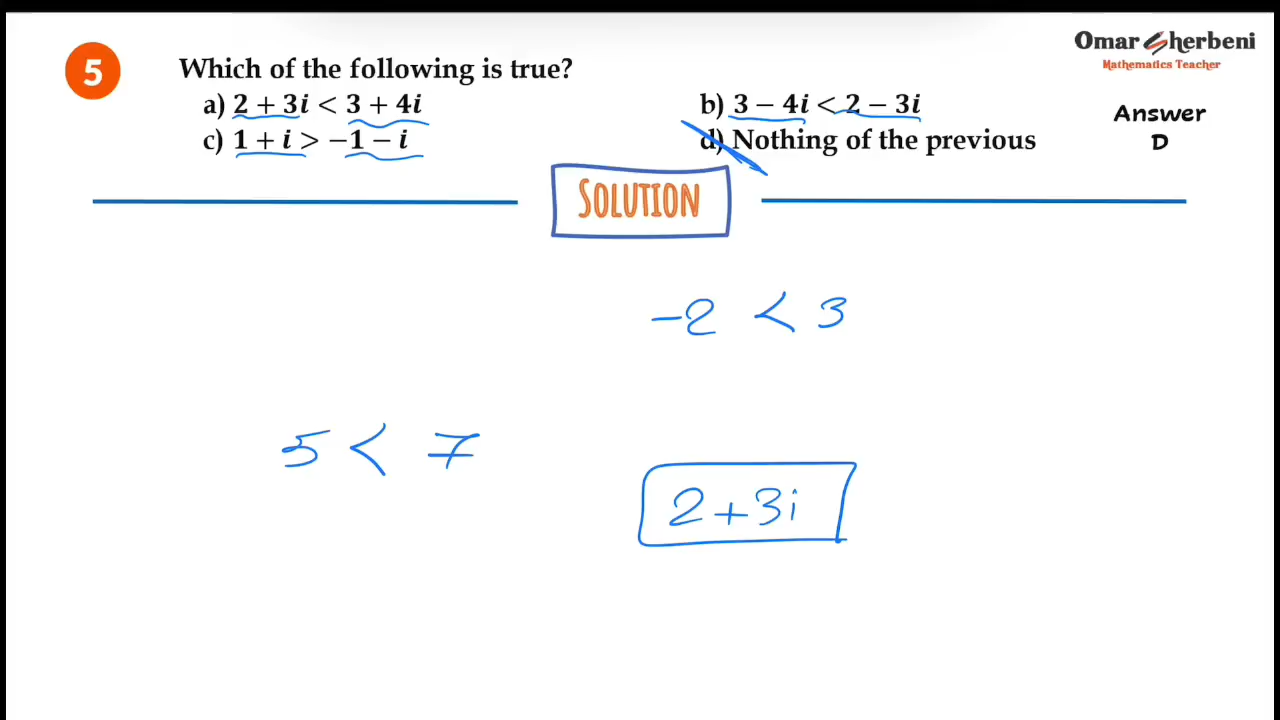 Omar Sherbeni
Mathematics Teacher
5
Which of the following is true?
a) 2 + 3i < 3 + 4i
b) 3 − 4i < 2 − 3i
c) 1 + i > −1 − i
d) Nothing of the previous
Answer
D
SOLUTION
-2 < 3
5 < 7
2+3i